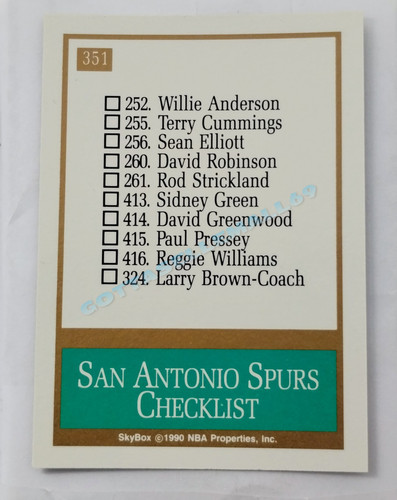 351
252. Willie Anderson
255. Terry Cummings
256. Sean Elliott
260. David Robinson
261. Rod Strickland
413. Sidney Green
414. David Greenwood
415. Paul Pressey
416. Reggie Williams
324. Larry Brown-Coach
SAN ANTONIO SPURS
CHECKLIST
SkyBox ©1990 NBA Properties, Inc.